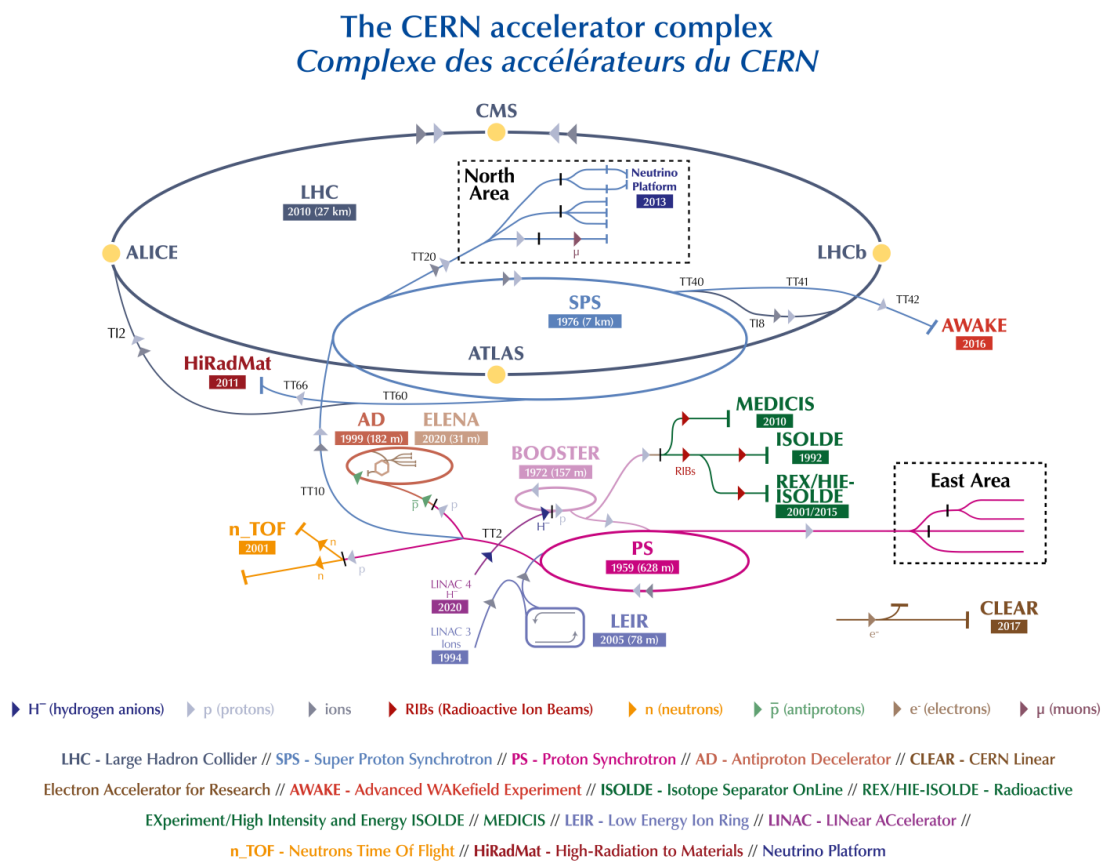 The CERN accelerator complex
Complexe des accélérateurs du CERN
CMS
North
Area
Neutrino
Platform
2013
LHC
2010 (27 km)
μ
ALICE
LHCb
TT20
TT40
TT41
TT42
SPS
1976 (7 km)
TI8
TI2
AWAKE
2016
ATLAS
HiRadMat
2011
TT66
TT60
AD
1999 (182 m)
ELENA
2020 (31 m)
MEDICIS
2010
BOOSTER
1972 (157 m)
ISOLDE
1992
RIBs
REX/HIE-
ISOLDE
2001/2015
East Area
TT10
p̅
p
H⁻
p
n_TOF
2001
n
n
p
TT2
PS
1959 (628 m)
LINAC 4
H⁻
2020
LEIR
2005 (78 m)
LINAC 3
Ions
1994
CLEAR
2017
e⁻
H⁻ (hydrogen anions) p (protons) ions RIBs (Radioactive Ion Beams) n (neutrons) p̅ (antiprotons) e⁻ (electrons) μ (muons)
LHC - Large Hadron Collider // SPS - Super Proton Synchrotron // PS - Proton Synchrotron // AD - Antiproton Decelerator // CLEAR - CERN Linear
Electron Accelerator for Research // AWAKE - Advanced WAKefield Experiment // ISOLDE - Isotope Separator OnLine // REX/HIE-ISOLDE - Radioactive
EXperiment/High Intensity and Energy ISOLDE // MEDICIS // LEIR - Low Energy Ion Ring // LINAC - LINear ACcelerator //
n_TOF - Neutrons Time Of Flight // HiRadMat - High-Radiation to Materials // Neutrino Platform